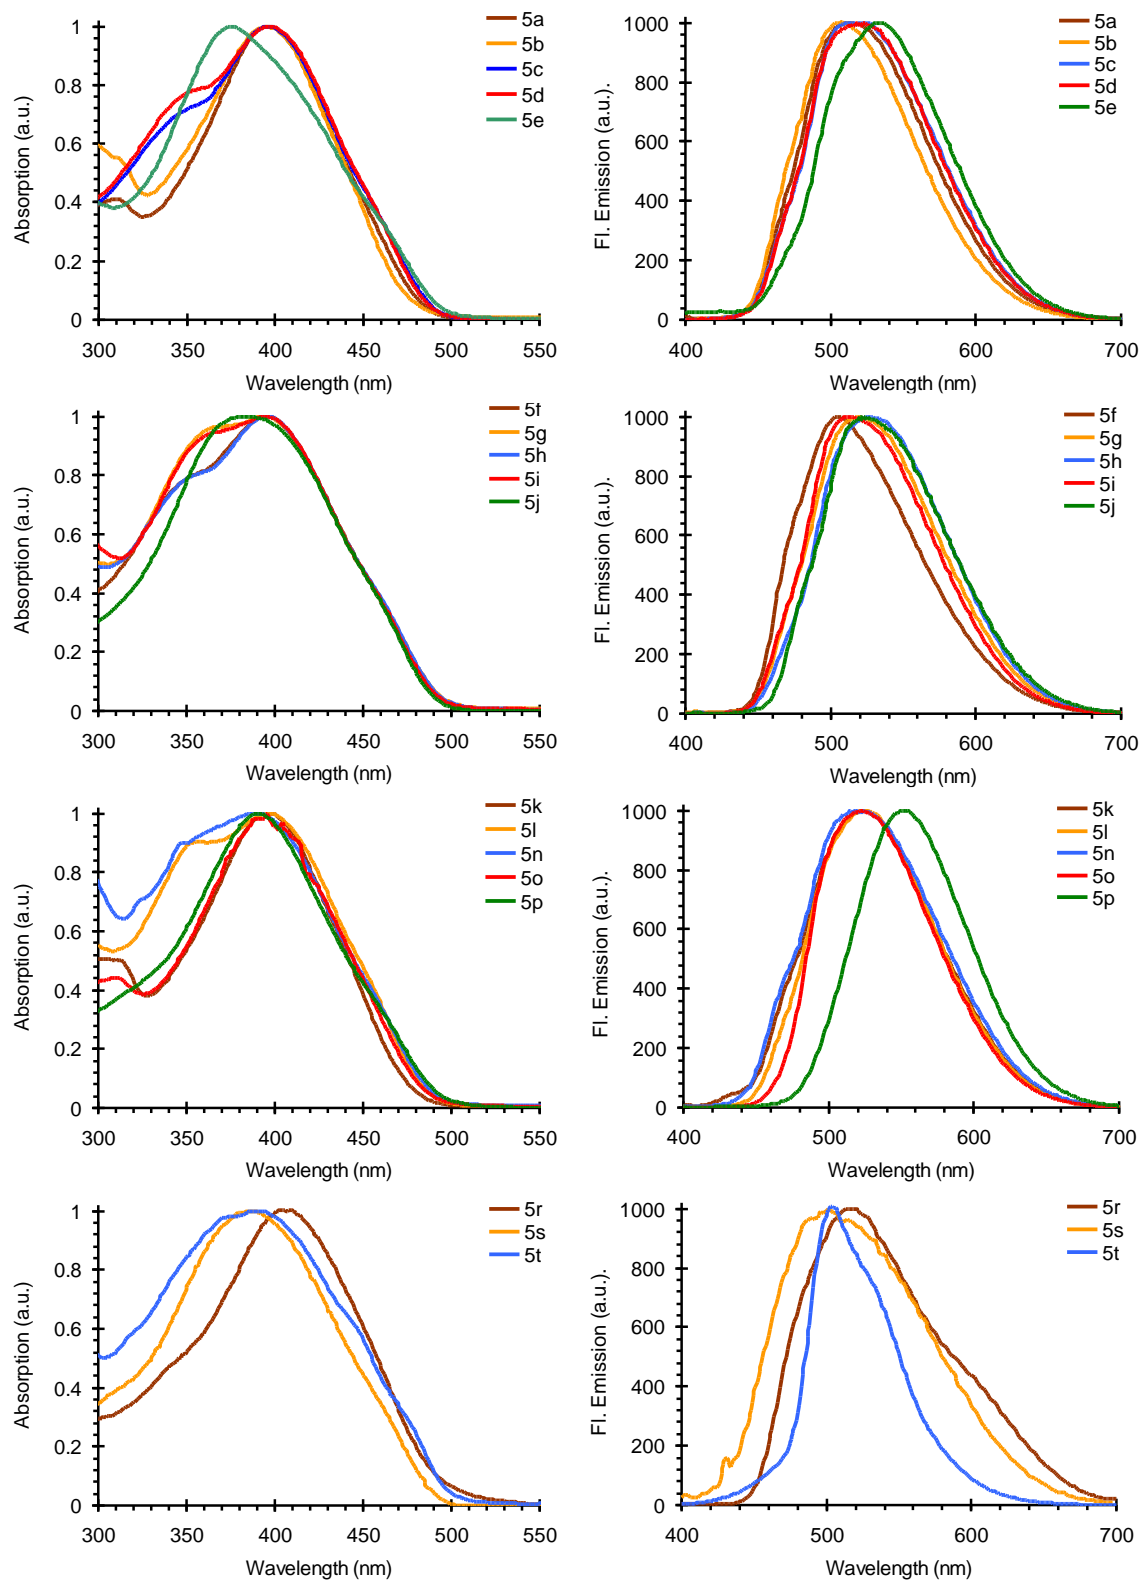 5a
5b
5c
5d
5e
1
0.8
0.6
0.4
0.2
0
Absorption (a.u.)
300 350 400 450 500 550
Wavelength (nm)
5a
5b
5c
5d
5e
1000
800
600
400
200
0
Fl. Emission (a.u.).
400 500 600 700
Wavelength (nm)
5f
5g
5h
5i
5j
1
0.8
0.6
0.4
0.2
0
Absorption (a.u.)
300 350 400 450 500 550
Wavelength (nm)
5f
5g
5h
5i
5j
1000
800
600
400
200
0
Fl. Emission (a.u.).
400 500 600 700
Wavelength (nm)
5k
5l
5n
5o
5p
1
0.8
0.6
0.4
0.2
0
Absorption (a.u.)
300 350 400 450 500 550
Wavelength (nm)
5k
5l
5n
5o
5p
1000
800
600
400
200
0
Fl. Emission (a.u.).
400 500 600 700
Wavelength (nm)
5r
5s
5t
1
0.8
0.6
0.4
0.2
0
Absorption (a.u.)
300 350 400 450 500 550
Wavelength (nm)
5r
5s
5t
1000
800
600
400
200
0
Fl. Emission (a.u.).
400 500 600 700
Wavelength (nm)